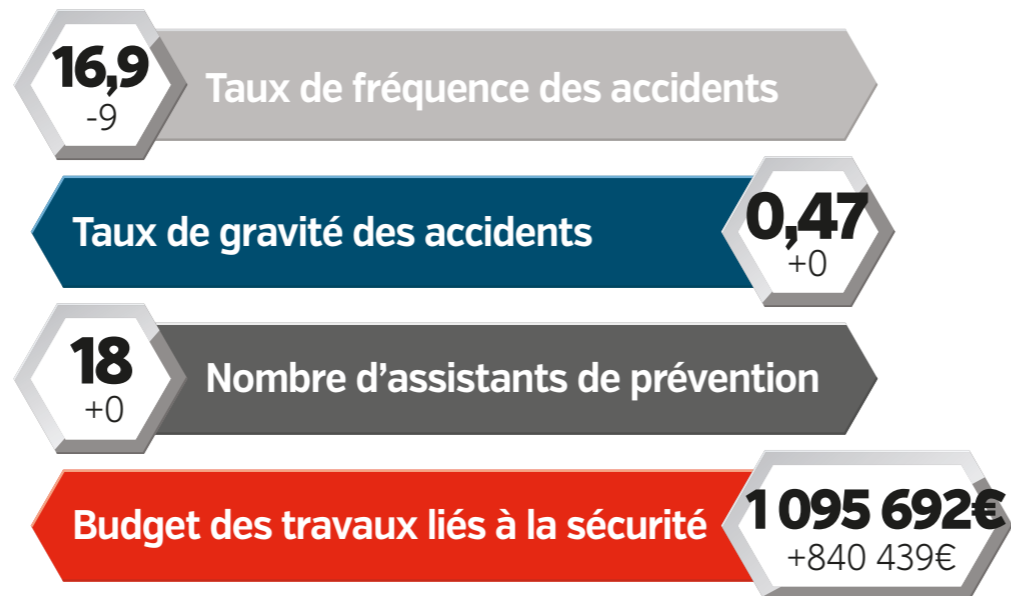 16,9
-9
Taux de fréquence des accidents
Taux de gravité des accidents
0,47
+0
18
+0
Nombre d’assistants de prévention
Budget des travaux liés à la sécurité
1 095 692€
+840 439€